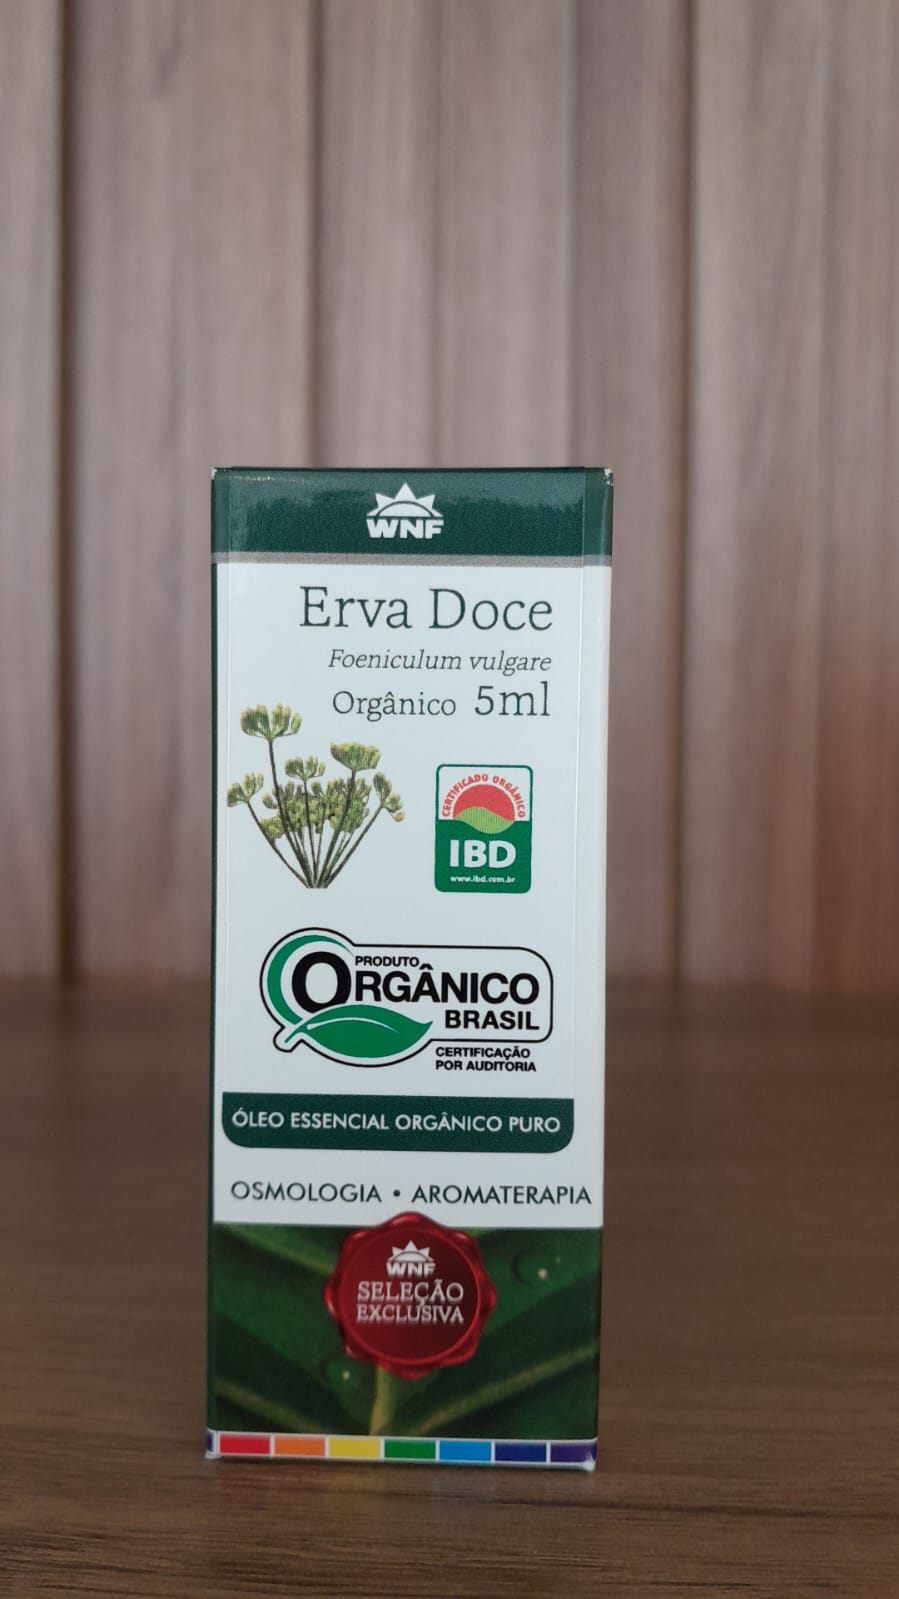 WNF
Erva Doce
Foeniculum vulgare
Orgânico 5ml
CERTIFICADO ORGÂNICO
IBD
www.ibd.com.br
PRODUTO
ORGÂNICO
BRASIL
CERTIFICAÇÃO
POR AUDITORIA
ÓLEO ESSENCIAL ORGÂNICO PURO
OSMOLOGIA • AROMATERAPIA
WNF
SELEÇÃO
EXCLUSIVA